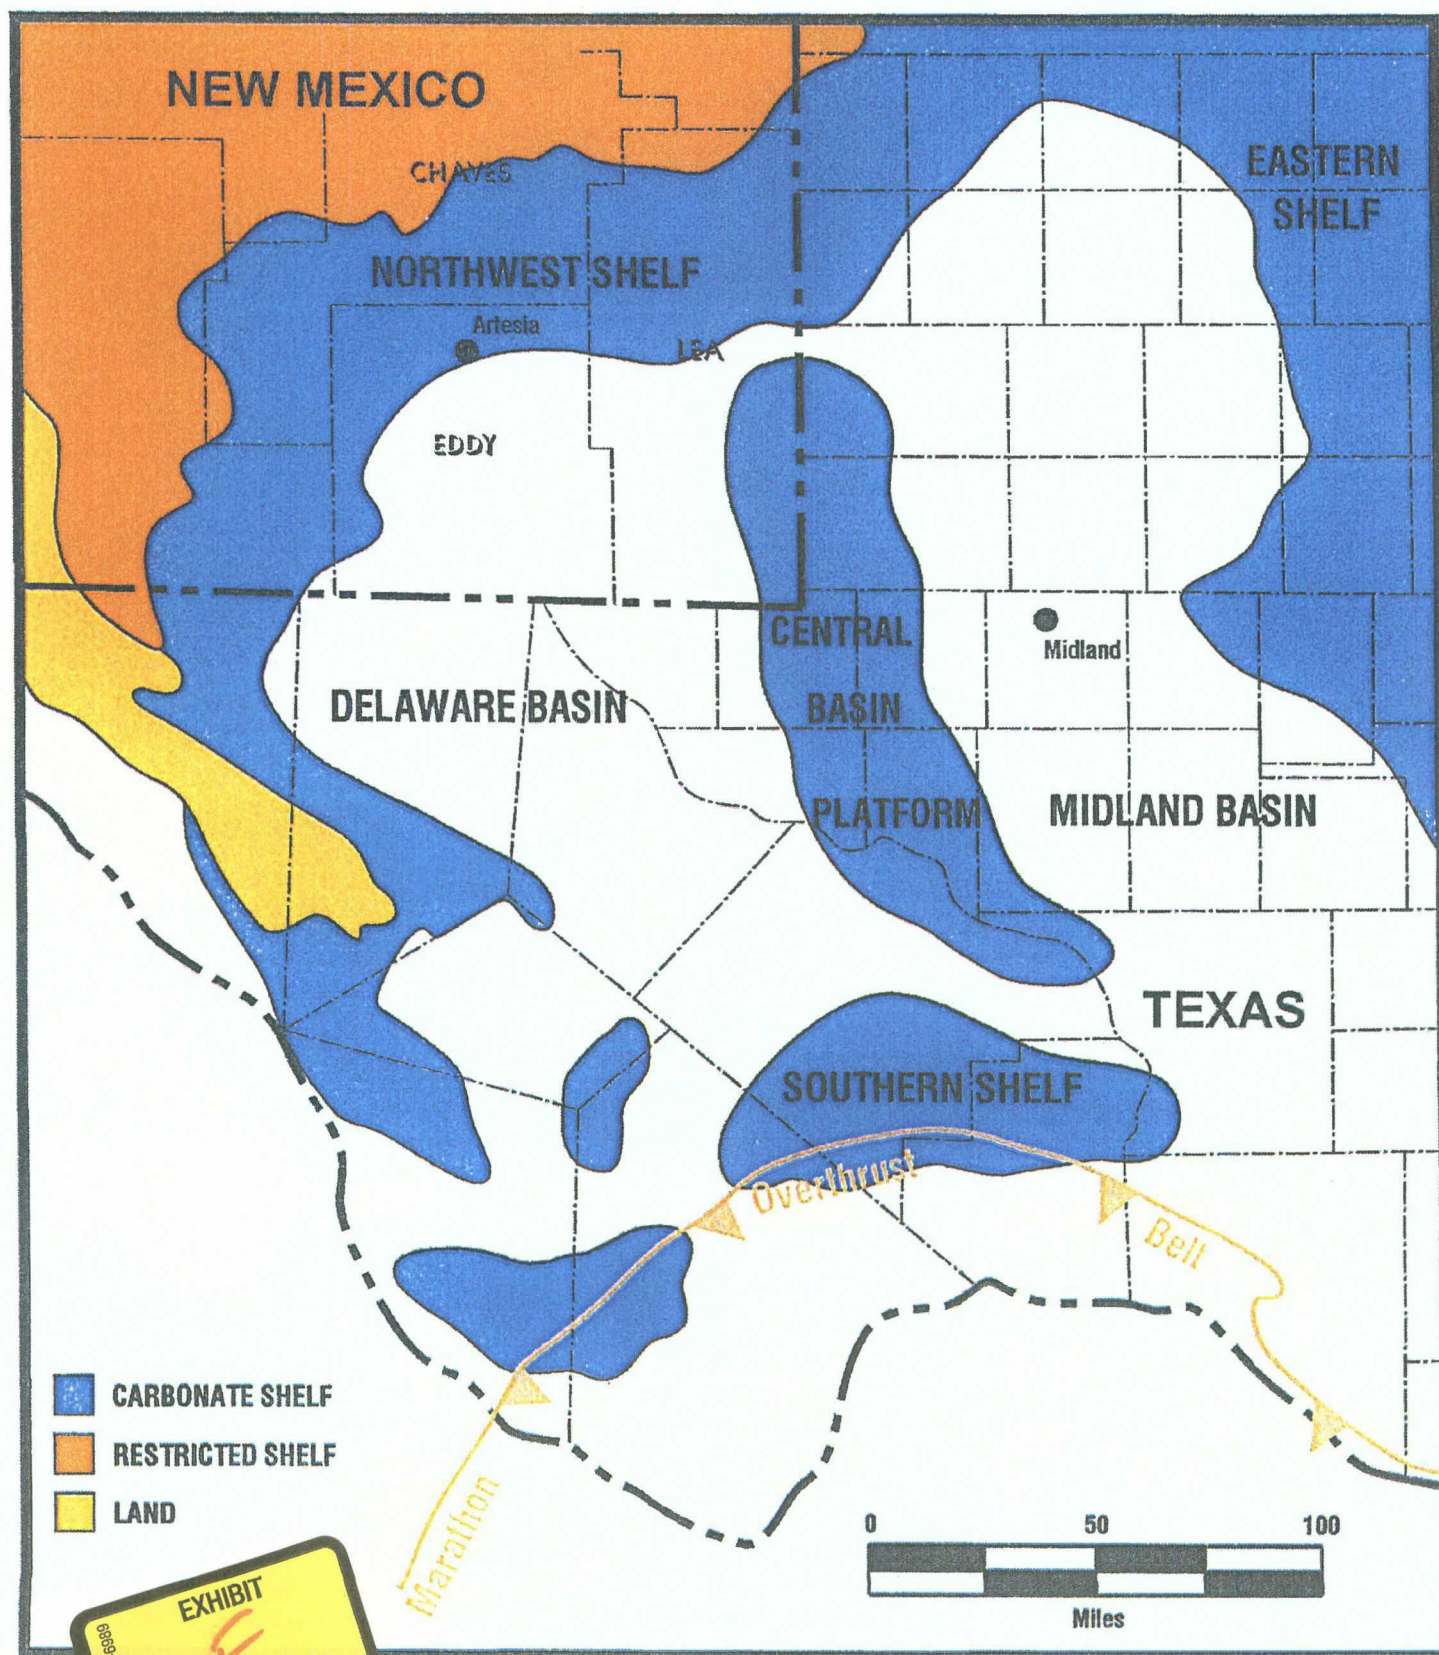 NEW MEXICO
CHAVES
EASTERN
SHELF
NORTHWEST SHELF
Artesia
LEA
EDDY
CENTRAL
BASIN
PLATFORM
Midland
DELAWARE BASIN
MIDLAND BASIN
TEXAS
SOUTHERN SHELF
Marathon
Overthrust
Belt
CARBONATE SHELF
RESTRICTED SHELF
LAND
0 50 100
Miles
EXHIBIT